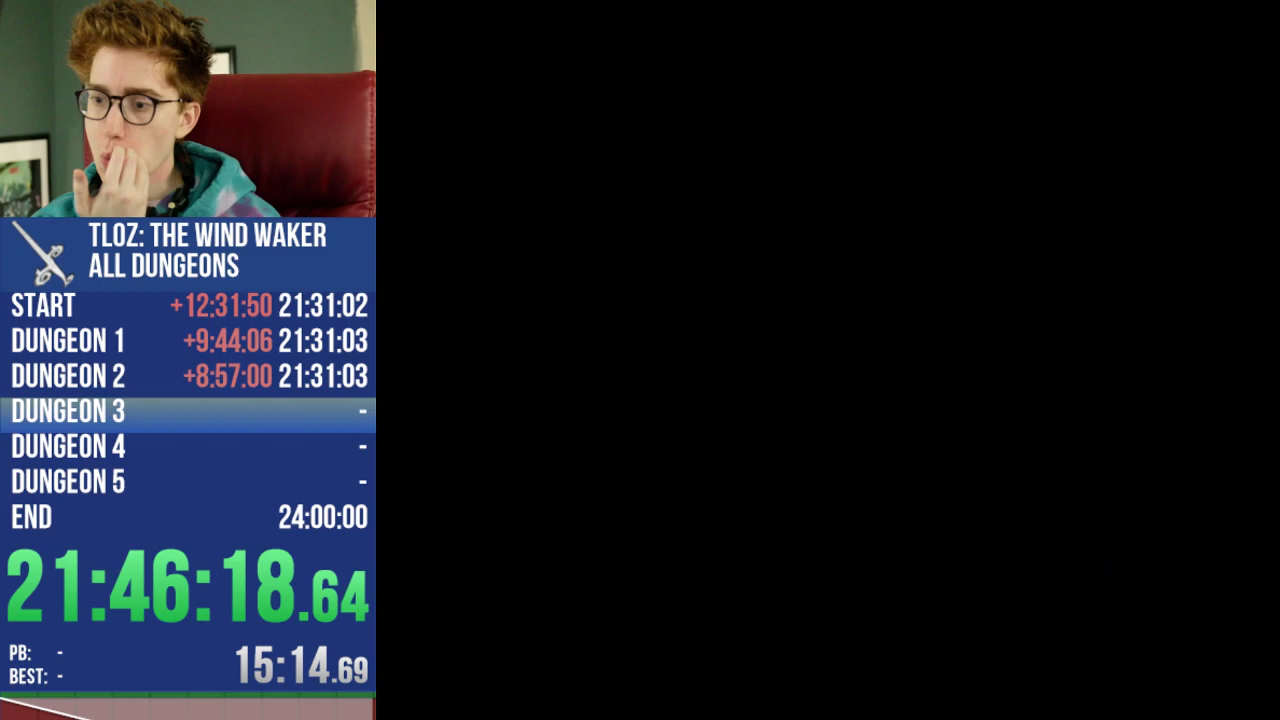 TLOZ: THE WIND WAKER
ALL DUNGEONS
START +12:31:50 21:31:02
DUNGEON 1 +9:44:06 21:31:03
DUNGEON 2 +8:57:00 21:31:03
DUNGEON 3 -
DUNGEON 4 -
DUNGEON 5 -
END 24:00:00
21:46:18.64
PB: -
BEST: -
15:14.69